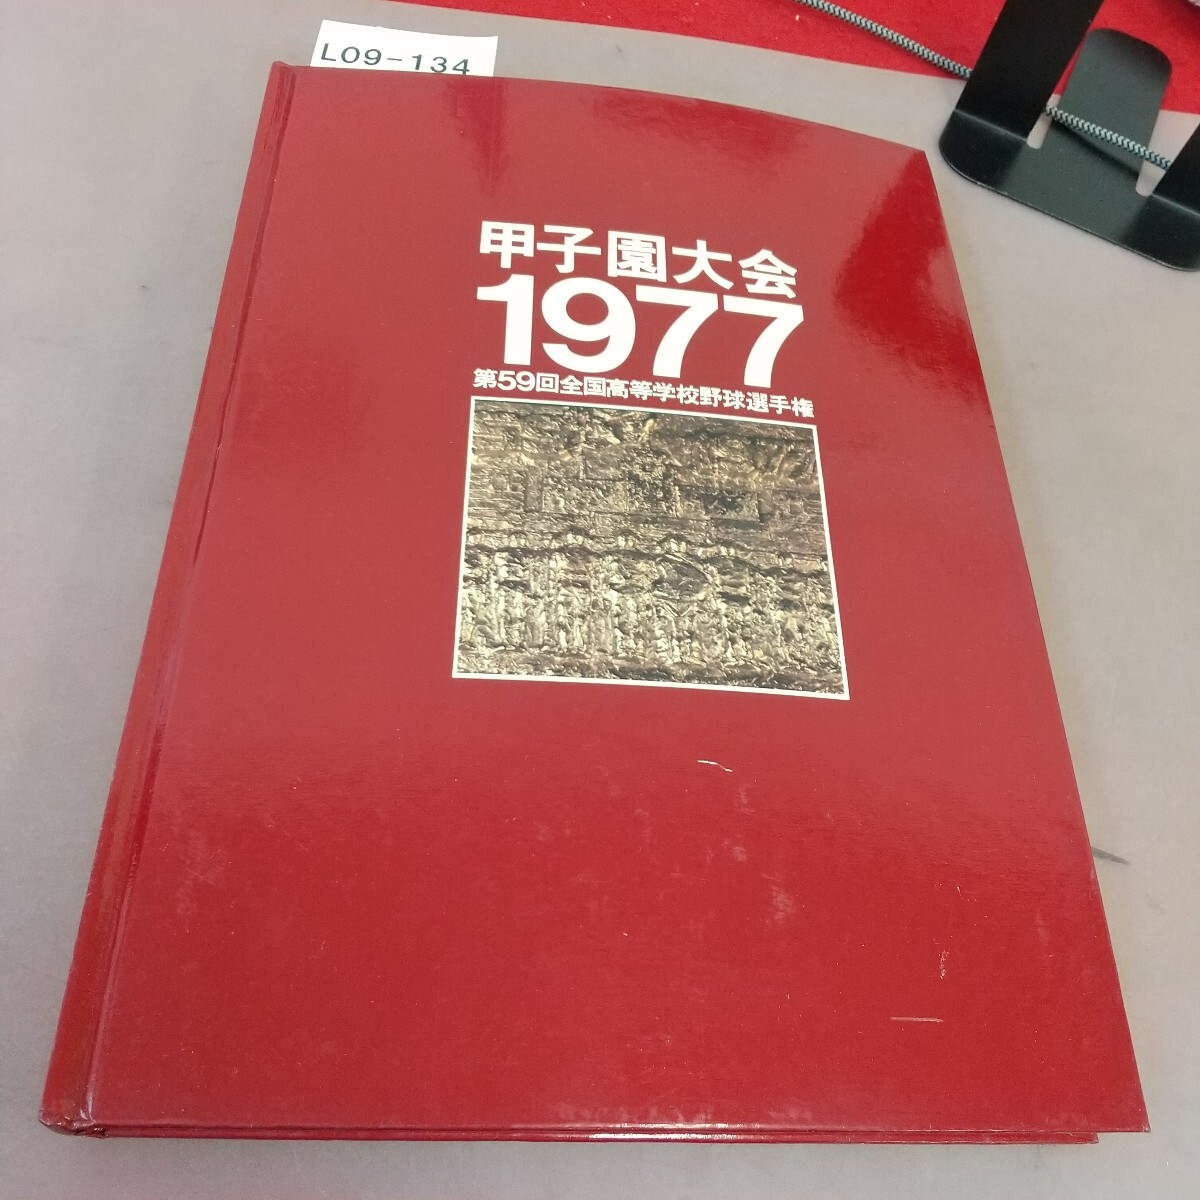 L09-134
甲子園大会
1977
第59回全国高等学校野球選手権